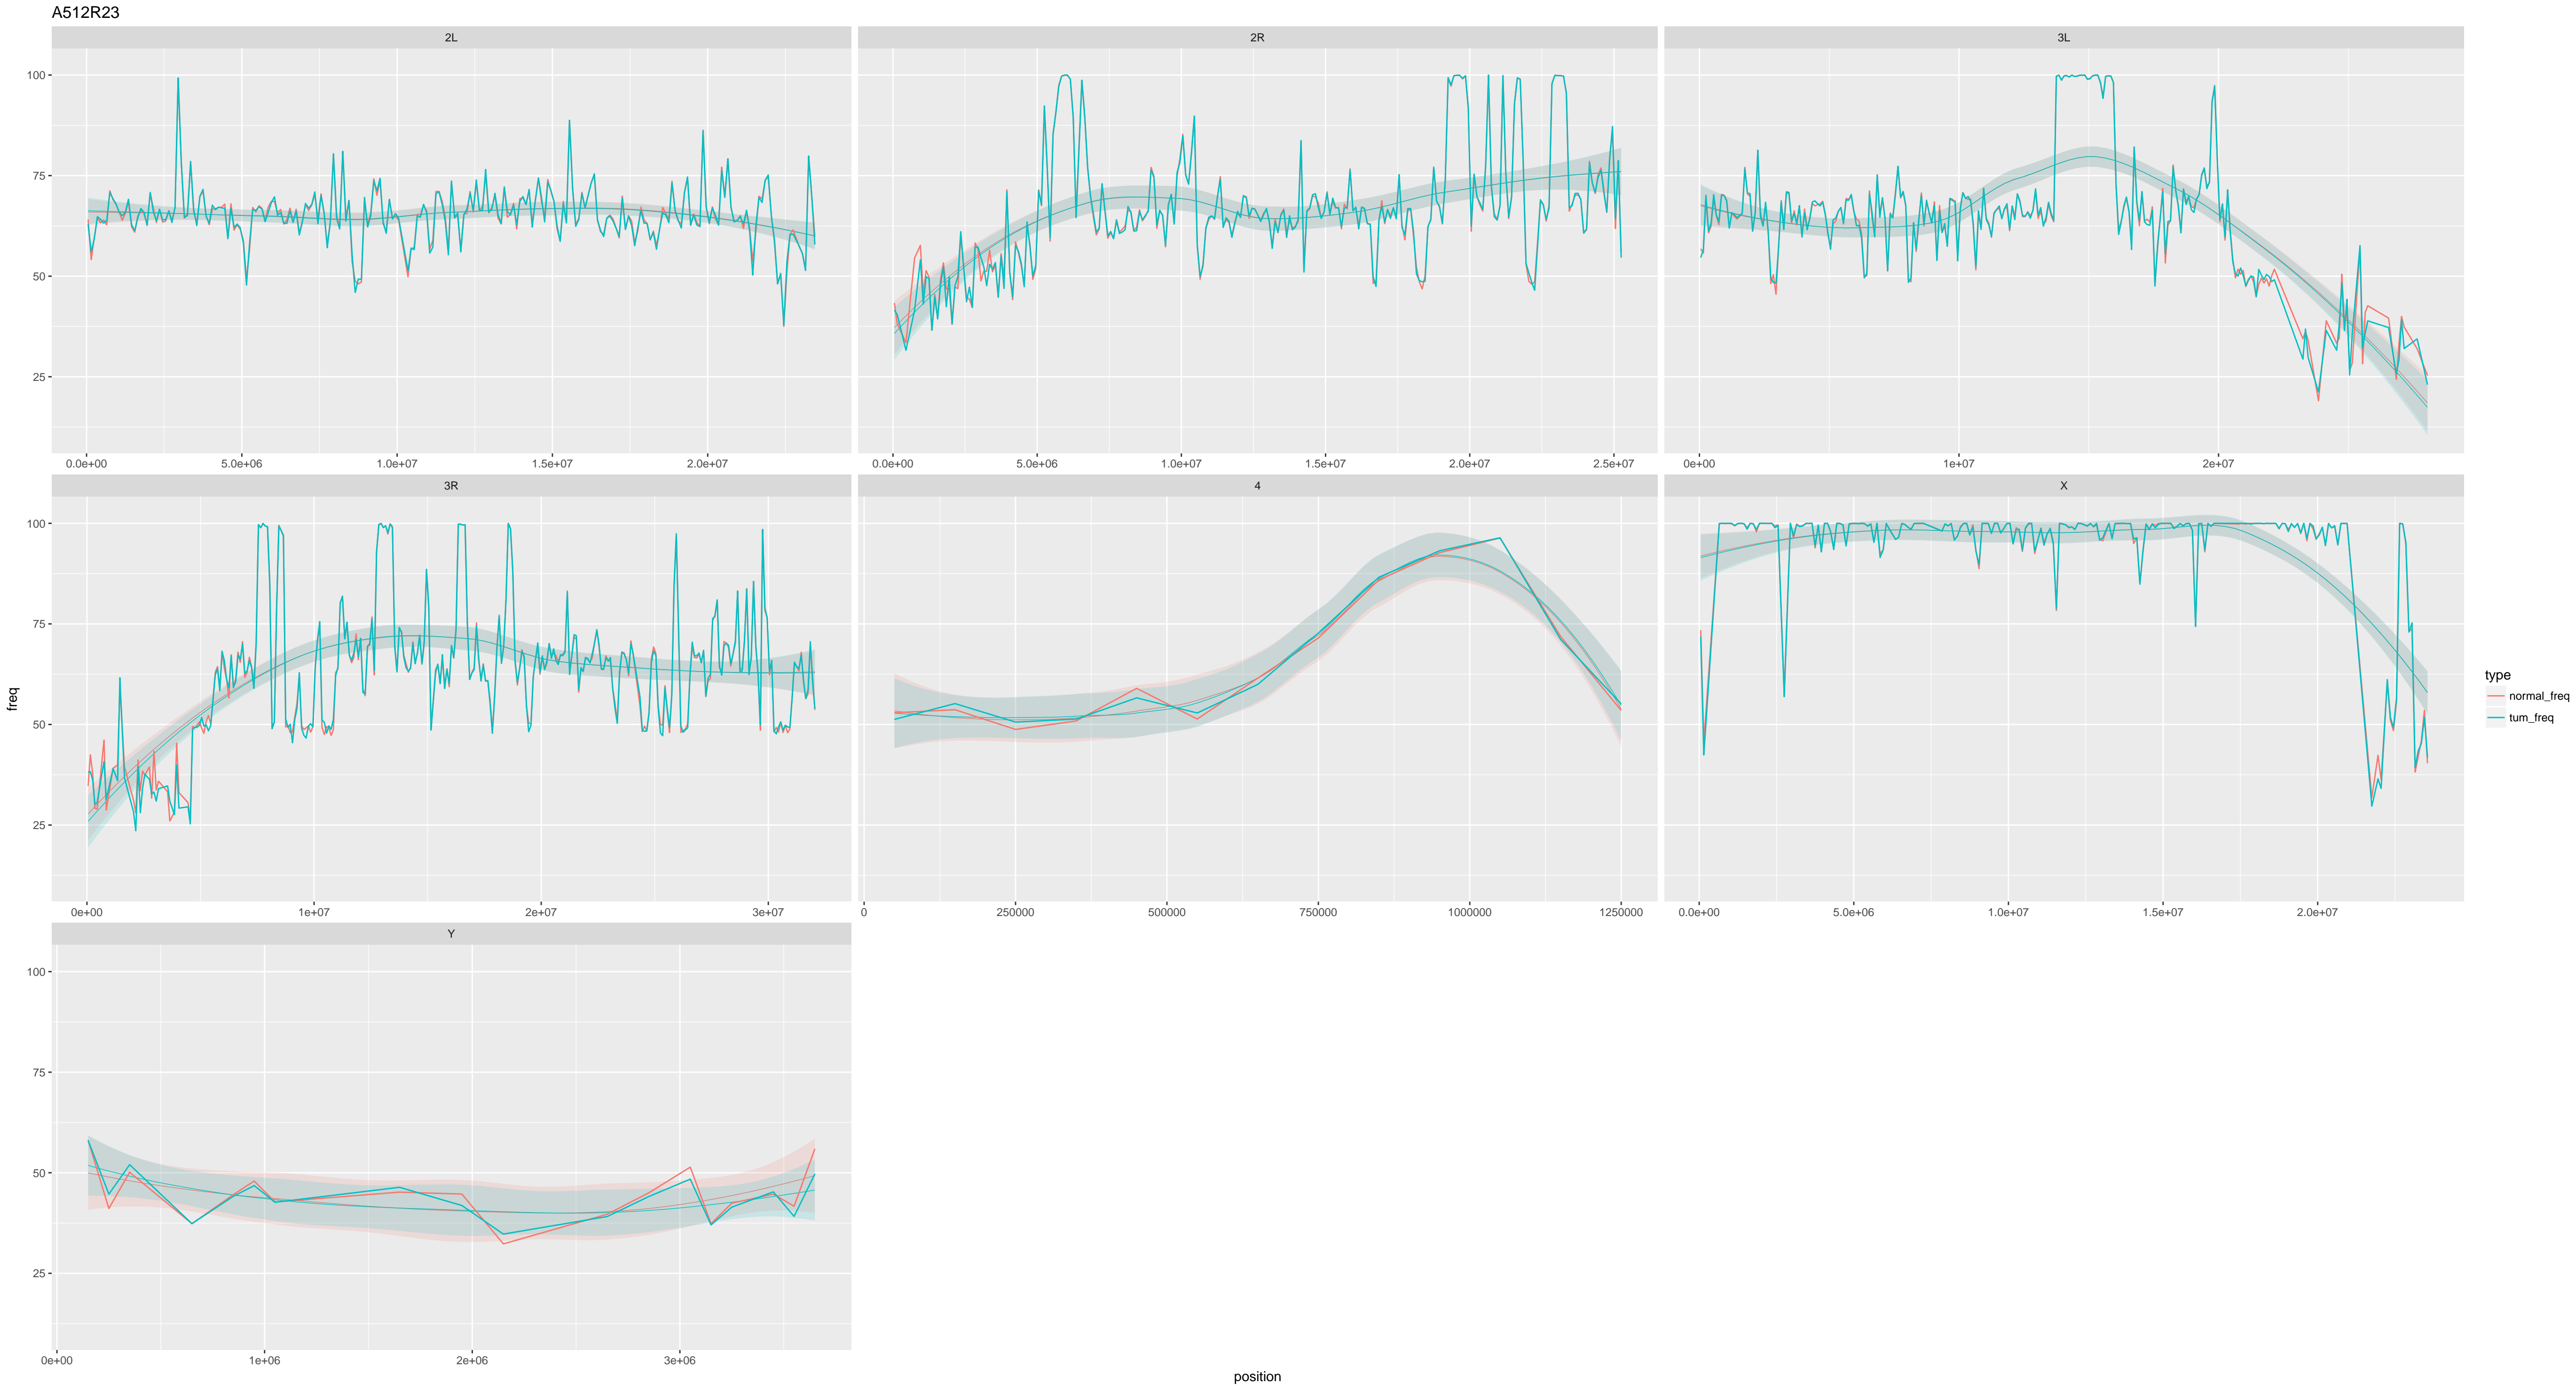 A512R23
2L
2R
3L
100
75
50
25
0.0e+00 5.0e+06 1.0e+07 1.5e+07 2.0e+07
0.0e+00 5.0e+06 1.0e+07 1.5e+07 2.0e+07 2.5e+07
0e+00 1e+07 2e+07
3R
4
X
100
75
50
25
0e+00 1e+07 2e+07 3e+07
0 250000 500000 750000 1000000 1250000
0.0e+00 5.0e+06 1.0e+07 1.5e+07 2.0e+07
Y
100
75
50
25
0e+00 1e+06 2e+06 3e+06
position
freq
type
normal_freq
tum_freq